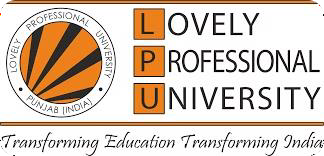 LOVELY PROFESSIONAL UNIVERSITY
PUNJAB (INDIA)
L LOVELY
P PROFESSIONAL
U UNIVERSITY
Transforming Education Transforming India